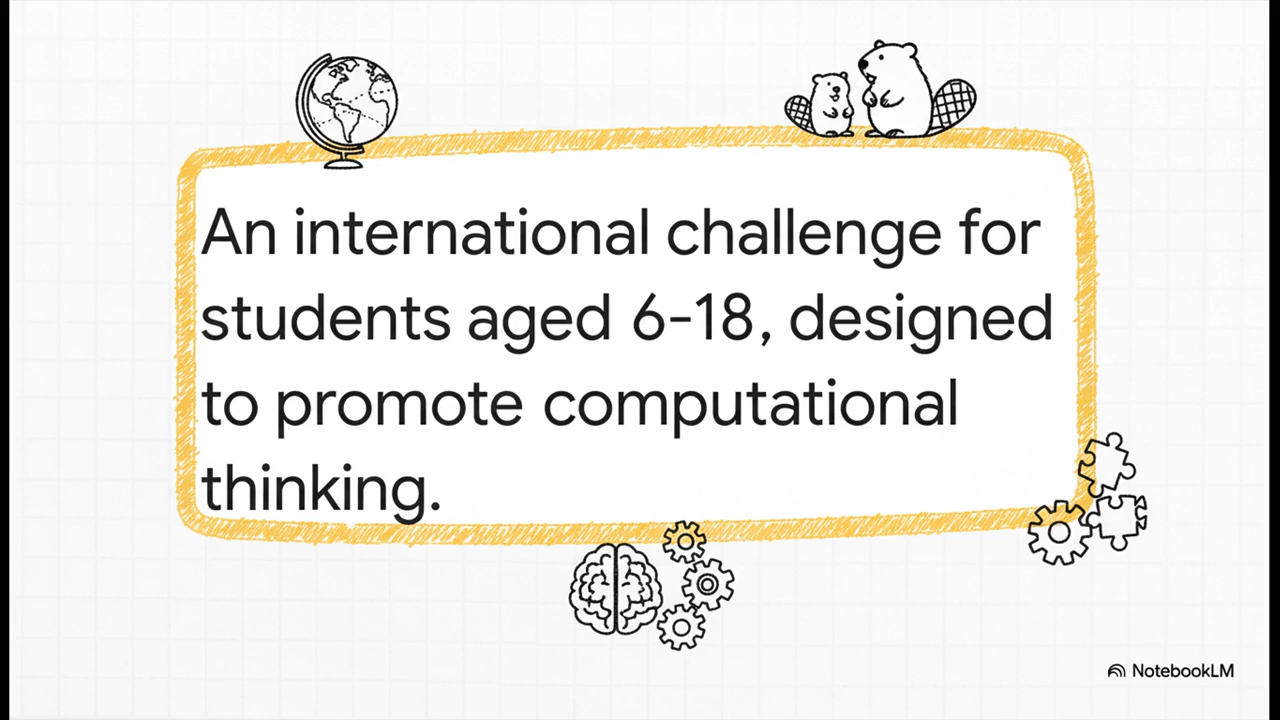 An international challenge for
students aged 6-18, designed
to promote computational
thinking.
NotebookLM